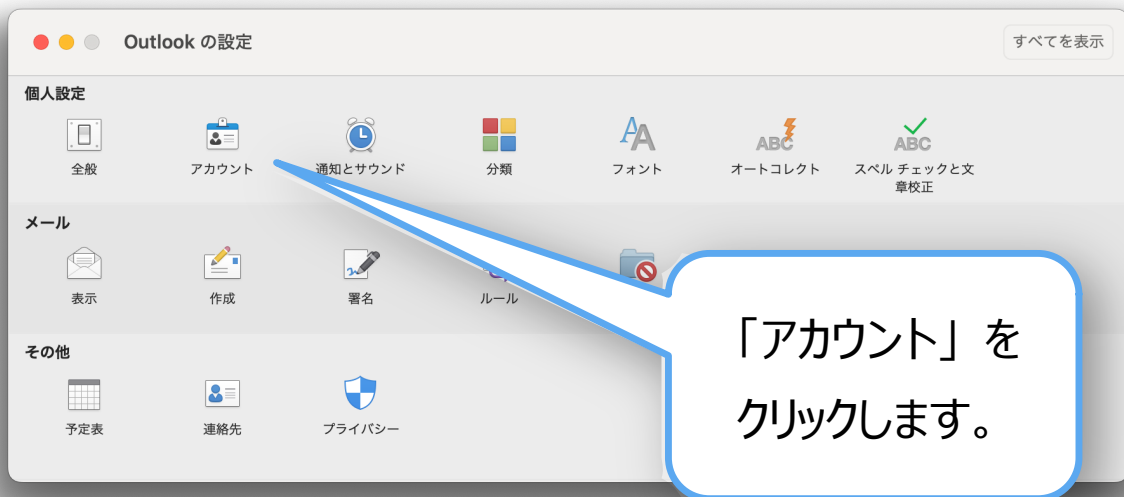 Outlook の設定
すべてを表示
個人設定
全般
アカウント
通知とサウンド
分類
フォント
オートコレクト
スペル チェックと文
章校正
メール
表示
作成
署名
ルール
その他
予定表
連絡先
プライバシー
「アカウント」を
クリックします。